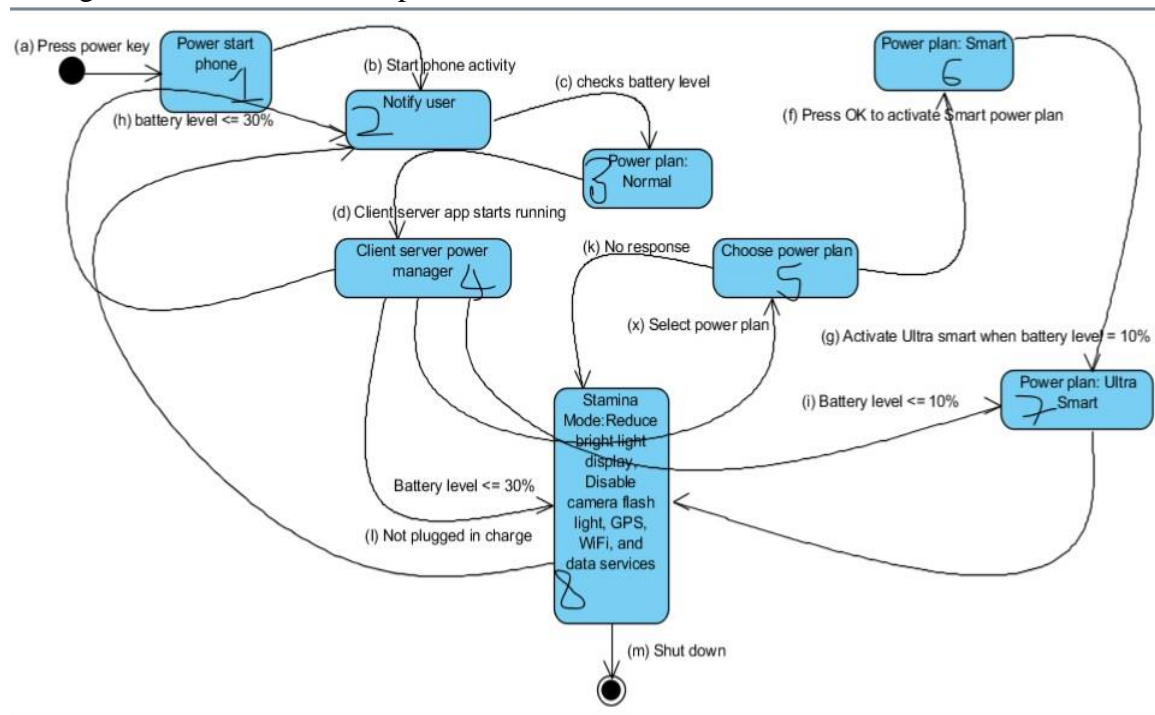 (a) Press power key
Power start
phone
1
(b) Start phone activity
Power plan: Smart
6
(c) checks battery level
Notify user
2
(h) battery level <= 30%
(f) Press OK to activate Smart power plan
Power plan:
Normal
3
(d) Client server app starts running
Client server power
manager
4
(k) No response
Choose power plan
5
(x) Select power plan
(g) Activate Ultra smart when battery level = 10%
Power plan: Ultra
Smart
7
(i) Battery level <= 10%
Stamina
Mode:Reduce
bright light
display,
Disable
camera flash
light, GPS,
WiFi, and
data services
8
Battery level <= 30%
(l) Not plugged in charge
(m) Shut down